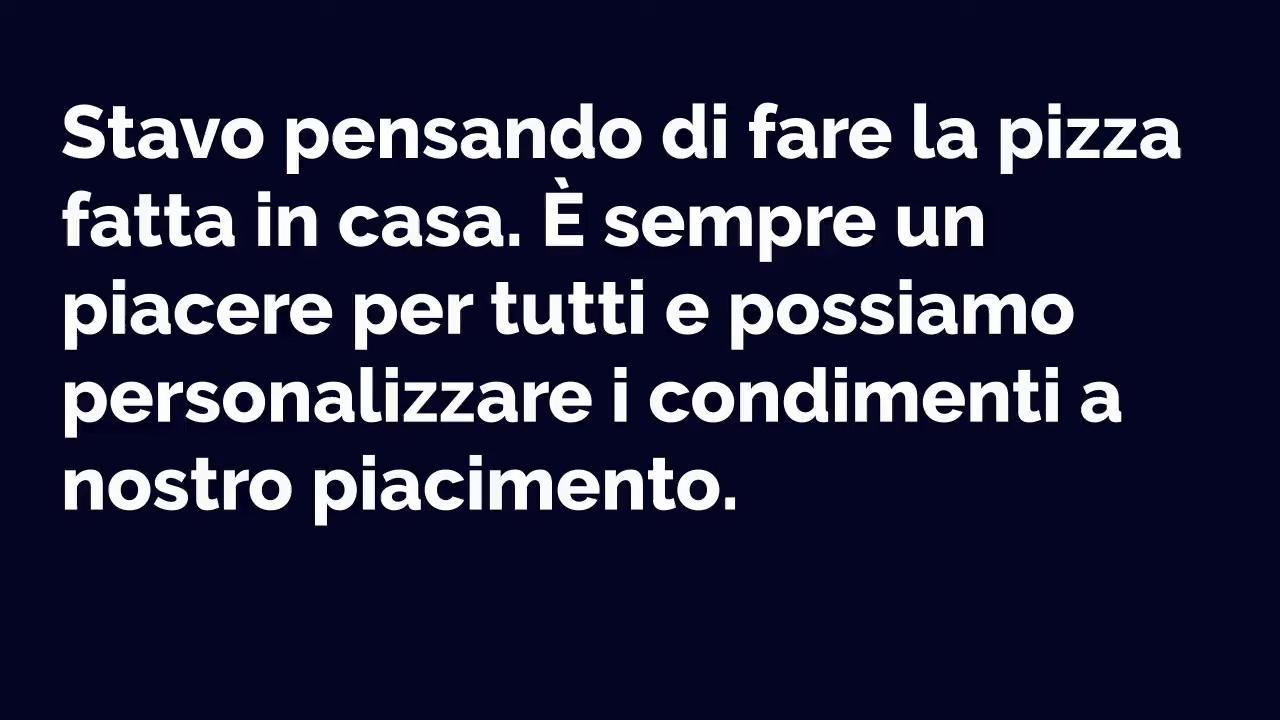 Stavo pensando di fare la pizza
fatta in casa. È sempre un
piacere per tutti e possiamo
personalizzare i condimenti a
nostro piacimento.